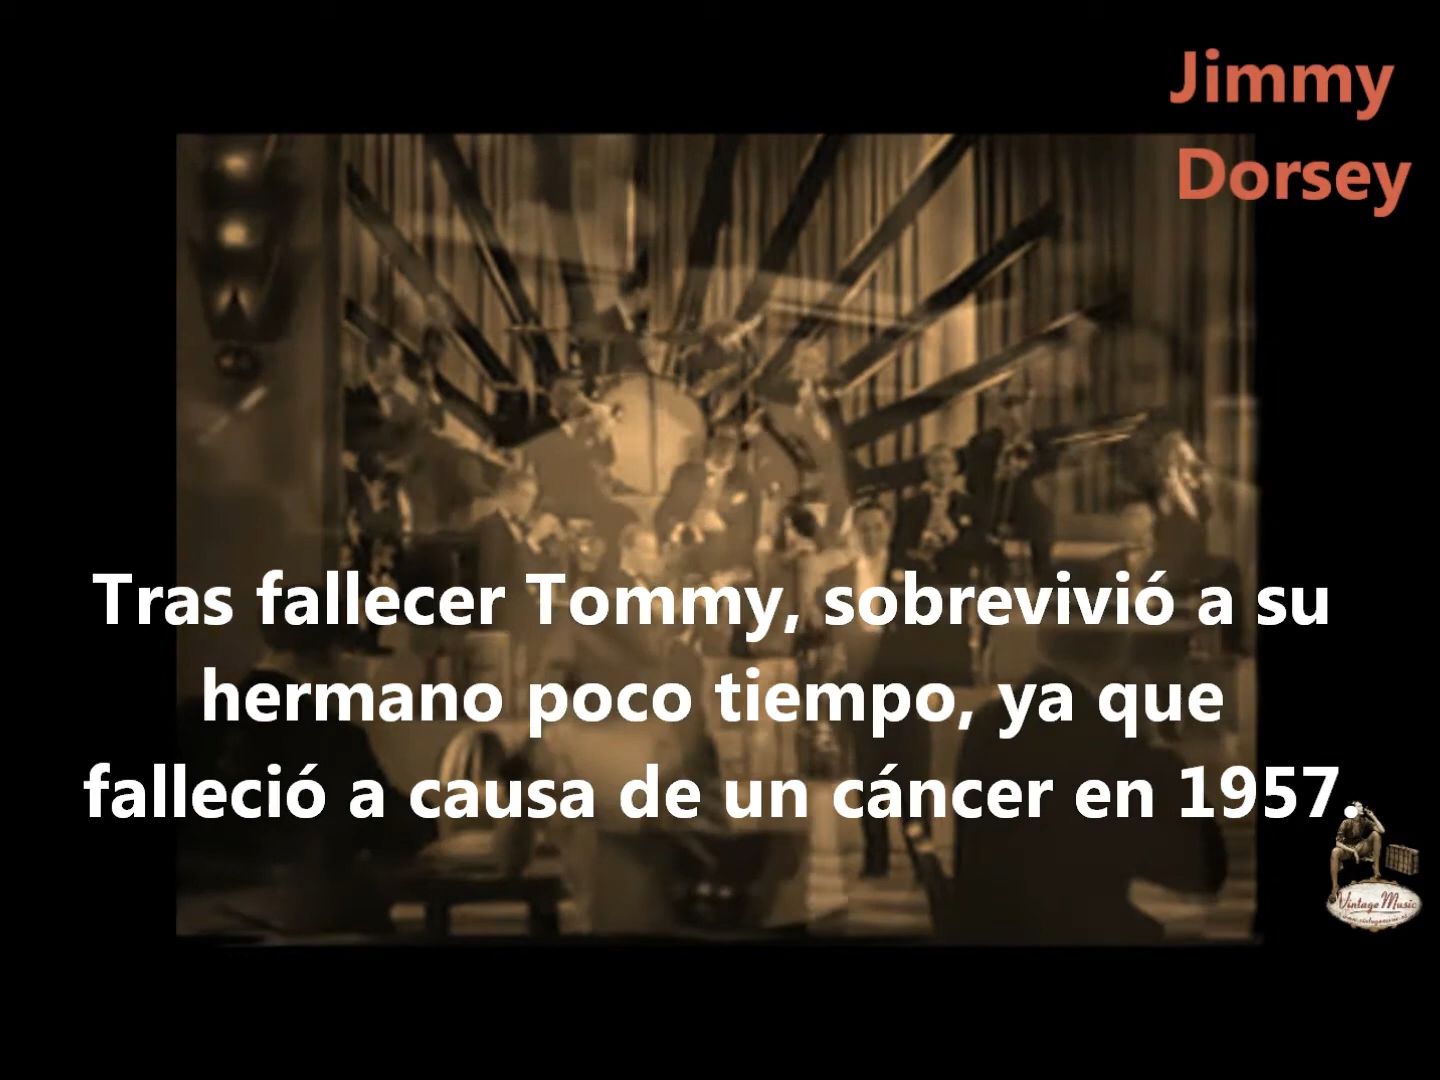 Jimmy
Dorsey
Tras fallecer Tommy, sobrevivió a su
hermano poco tiempo, ya que
falleció a causa de un cáncer en 1957.
Vintage Music